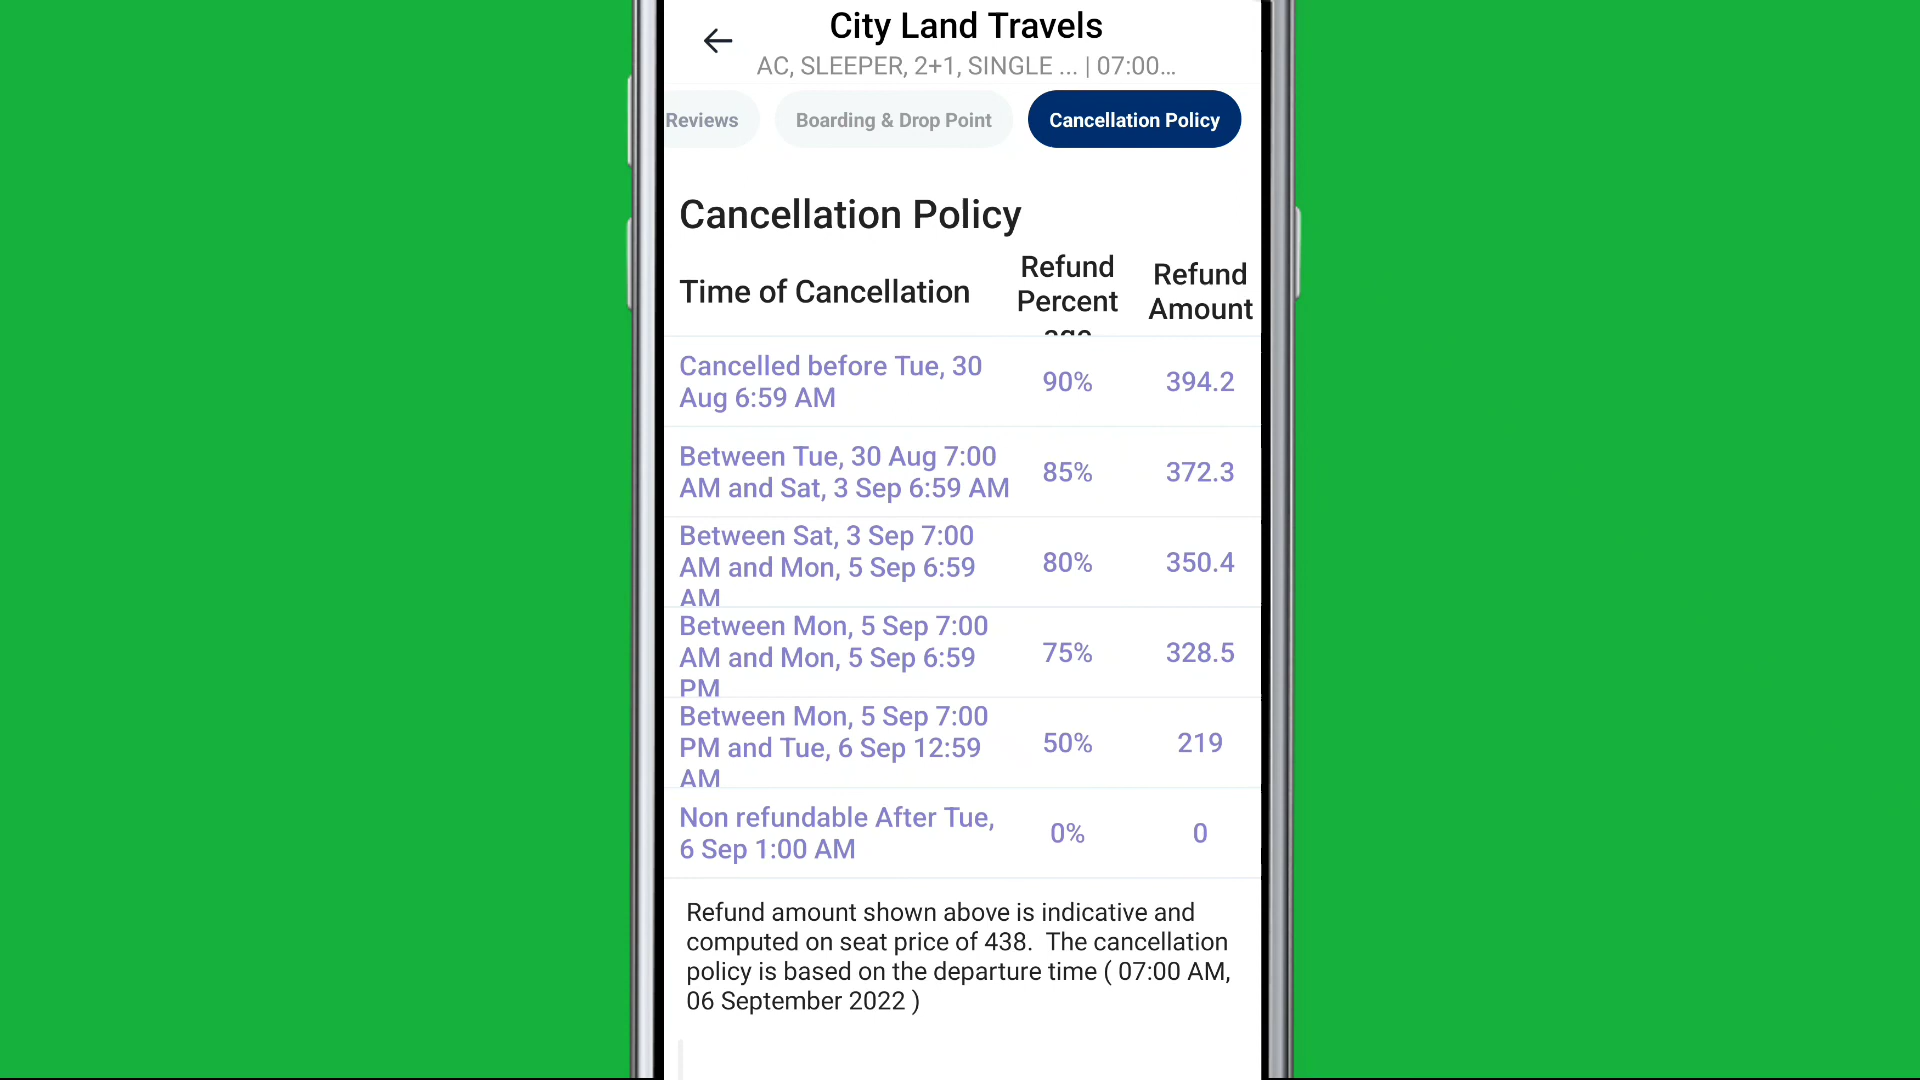 City Land Travels
AC, SLEEPER, 2+1, SINGLE ... | 07:00...
Reviews
Boarding & Drop Point
Cancellation Policy
Cancellation Policy
Time of Cancellation
Refund
Percent
age
Refund
Amount
Cancelled before Tue, 30
Aug 6:59 AM
90%
394.2
Between Tue, 30 Aug 7:00
AM and Sat, 3 Sep 6:59 AM
85%
372.3
Between Sat, 3 Sep 7:00
AM and Mon, 5 Sep 6:59
AM
80%
350.4
Between Mon, 5 Sep 7:00
AM and Mon, 5 Sep 6:59
PM
75%
328.5
Between Mon, 5 Sep 7:00
PM and Tue, 6 Sep 12:59
AM
50%
219
Non refundable After Tue,
6 Sep 1:00 AM
0%
0
Refund amount shown above is indicative and
computed on seat price of 438.  The cancellation
policy is based on the departure time ( 07:00 AM,
06 September 2022 )